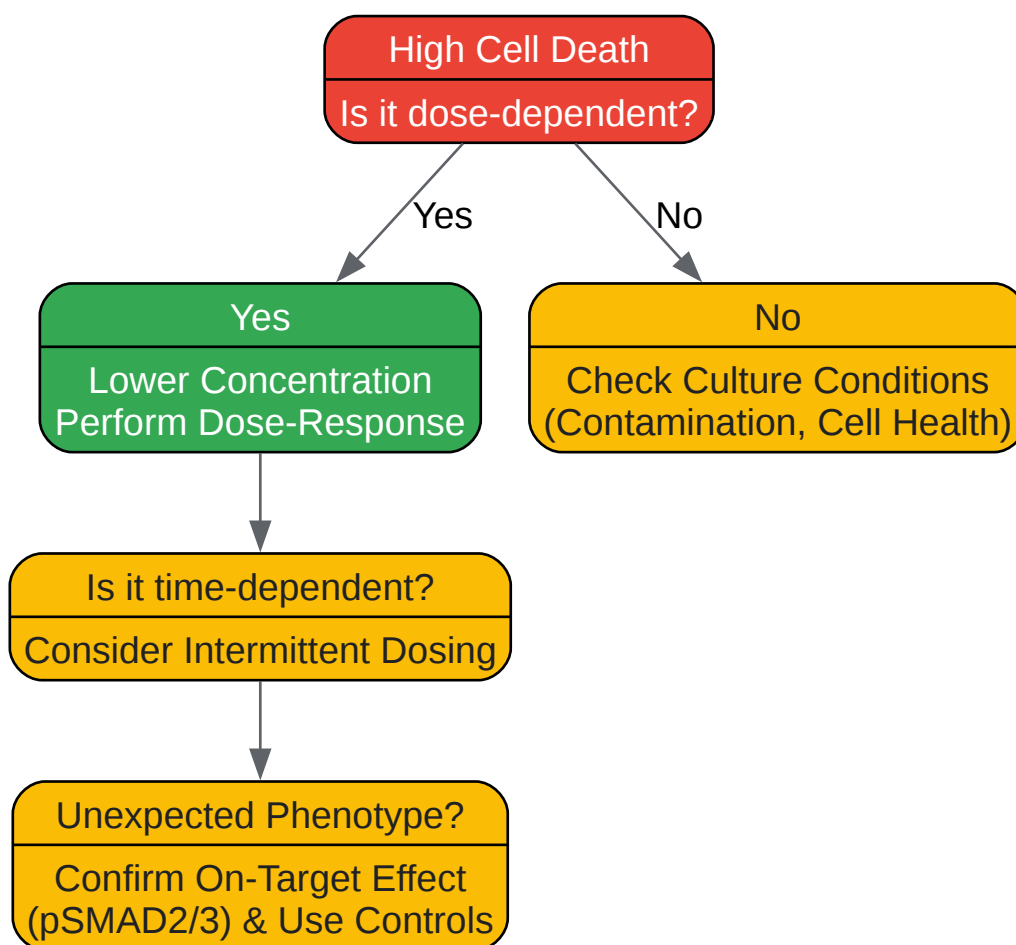 High Cell Death
Is it dose-dependent?
Yes
No
Yes
Lower Concentration
Perform Dose-Response
No
Check Culture Conditions
(Contamination, Cell Health)
Is it time-dependent?
Consider Intermittent Dosing
Unexpected Phenotype?
Confirm On-Target Effect
(pSMAD2/3) & Use Controls